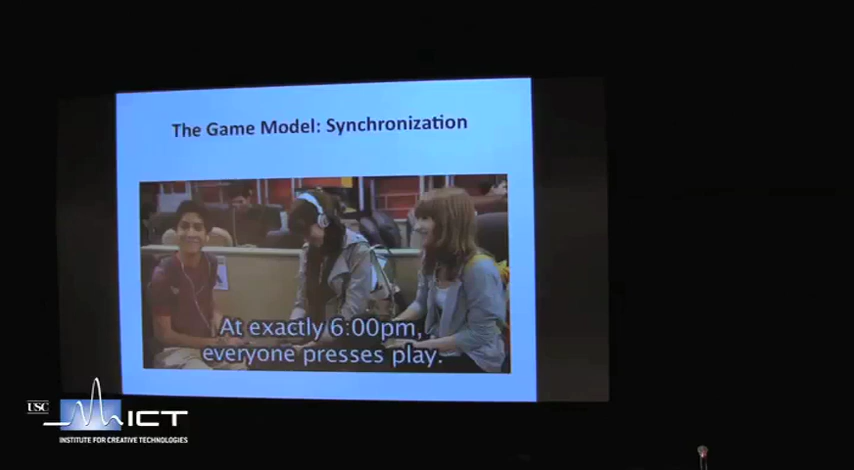 The Game Model: Synchronization
At exactly 6:00pm,
everyone presses play.
USC
ICT
INSTITUTE FOR CREATIVE TECHNOLOGIES